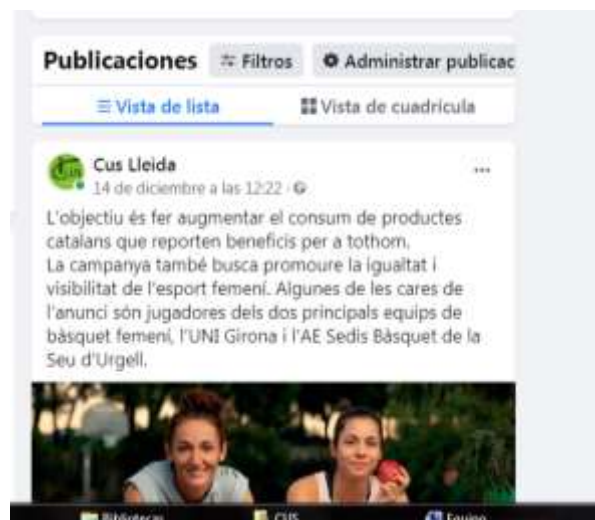 Publicaciones
Filtros
Administrar publicac
Vista de lista
Vista de cuadrícula
Cus Lleida
14 de diciembre a las 12:22 ·
L'objectiu és fer augmentar el consum de productes
catalans que reporten beneficis per a tothom.
La campanya també busca promoure la igualtat i
visibilitat de l'esport femení. Algunes de les cares de
l'anunci són jugadores dels dos principals equips de
bàsquet femení, l'UNI Girona i l'AE Sedis Bàsquet de la
Seu d'Urgell.
Bibliotecas
CUS
Equipo